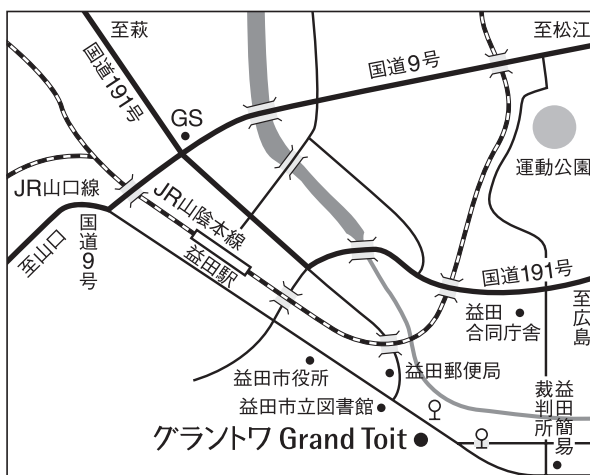 至萩
至松江
国道191号
国道9号
GS
運動公園
JR山口線
JR山陰本線
国道9号
至山口
益田駅
国道191号
至広島
益田
合同庁舎
益田市役所
益田郵便局
益田市立図書館
益田簡易
裁判所
グラントワ Grand Toit